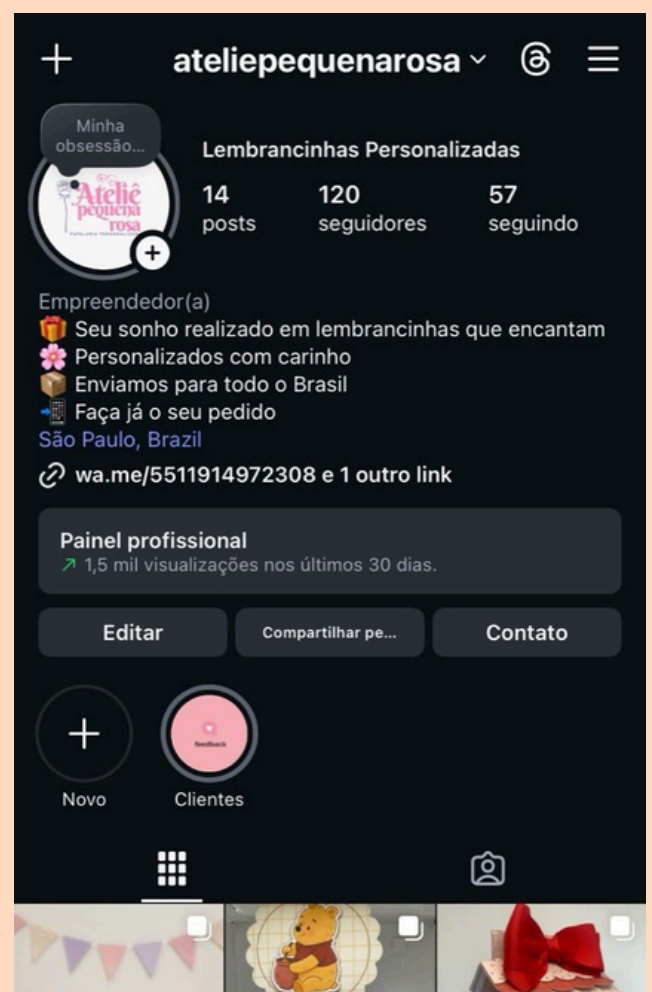 ateliepequenarosa
Minha
obsessão...
Lembrancinhas Personalizadas
14 120 57
posts seguidores seguindo
Ateliê
pequena
rosa
PAPELARIA PERSONALIZADA
Empreendedor(a)
🎁 Seu sonho realizado em lembrancinhas que encantam
🌸 Personalizados com carinho
📦 Enviamos para todo o Brasil
📲 Faça já o seu pedido
São Paulo, Brazil
wa.me/5511914972308 e 1 outro link
Painel profissional
1,5 mil visualizações nos últimos 30 dias.
Editar Compartilhar pe... Contato
feedback
Novo Clientes